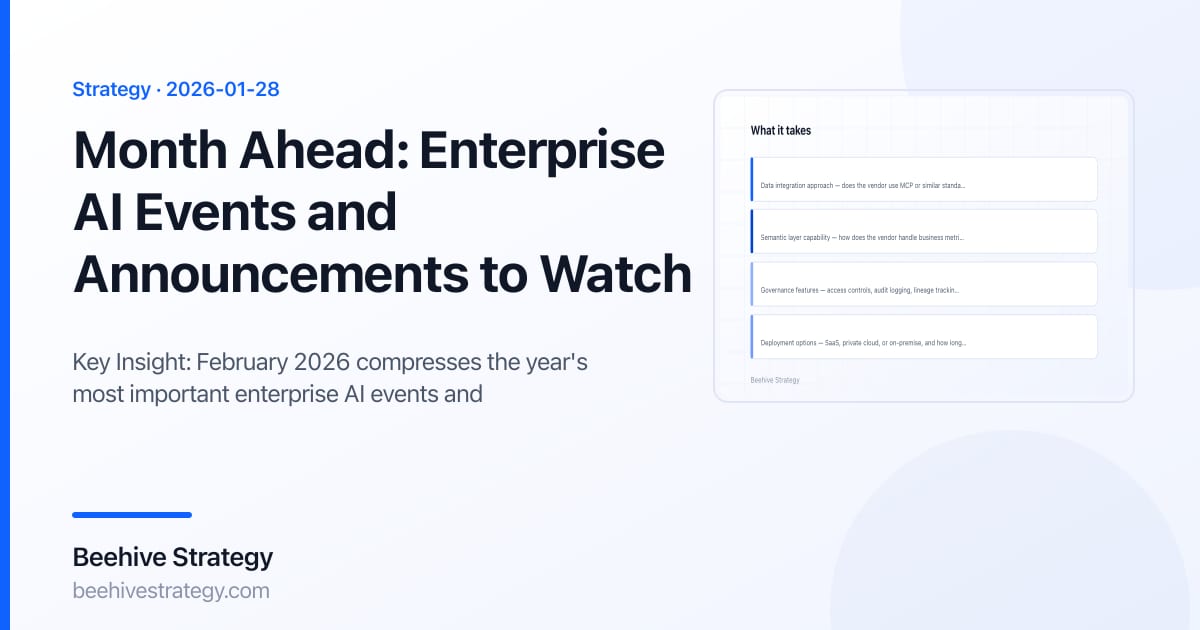 Strategy · 2026-01-28
Month Ahead: Enterprise
AI Events and
Announcements to Watch
Key Insight: February 2026 compresses the year's
most important enterprise AI events and
Beehive Strategy
beehivestrategy.com
What it takes
Data integration approach — does the vendor use MCP or similar standa...
Semantic layer capability — how does the vendor handle business metri...
Governance features — access controls, audit logging, lineage trackin...
Deployment options — SaaS, private cloud, or on-premise, and how long...
Beehive Strategy